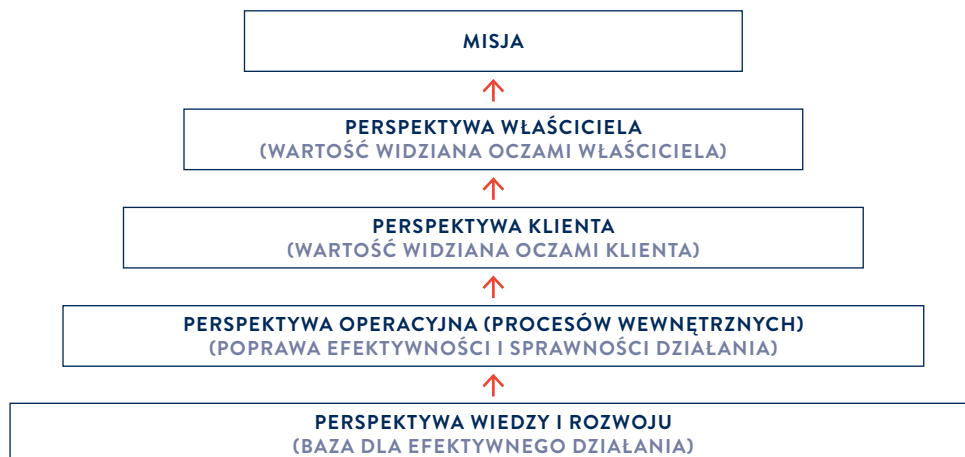 MISJA
PERSPEKTYWA WŁAŚCICIELA
(WARTOŚĆ WIDZIANA OCZAMI WŁAŚCICIELA)
PERSPEKTYWA KLIENTA
(WARTOŚĆ WIDZIANA OCZAMI KLIENTA)
PERSPEKTYWA OPERACYJNA (PROCESÓW WEWNĘTRZNYCH)
(POPRAWA EFEKTYWNOŚCI I SPRAWNOŚCI DZIAŁANIA)
PERSPEKTYWA WIEDZY I ROZWOJU
(BAZA DLA EFEKTYWNEGO DZIAŁANIA)